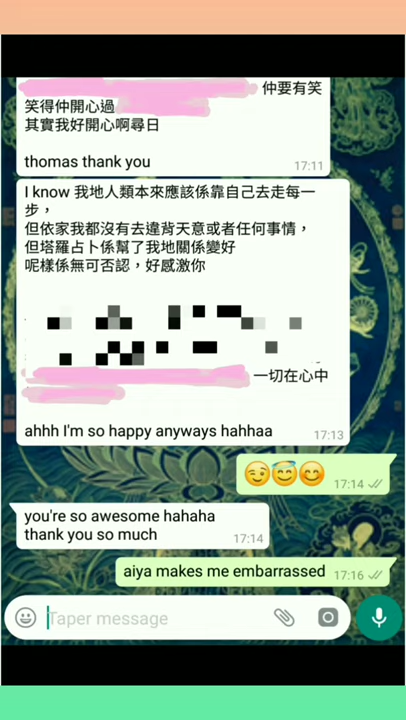 仲要有笑
笑得仲開心過
其實我好開心啊尋日
thomas thank you
17:11
I know 我地人類本來應該係靠自己去走每一
步，
但依家我都沒有去違背天意或者任何事情，
但塔羅占卜係幫了我地關係變好
呢樣係無可否認，好感激你
一切在心中
ahhh I'm so happy anyways hahhaa
17:13
17:14
you're so awesome hahaha
thank you so much
17:14
aiya makes me embarrassed
17:16
Taper message